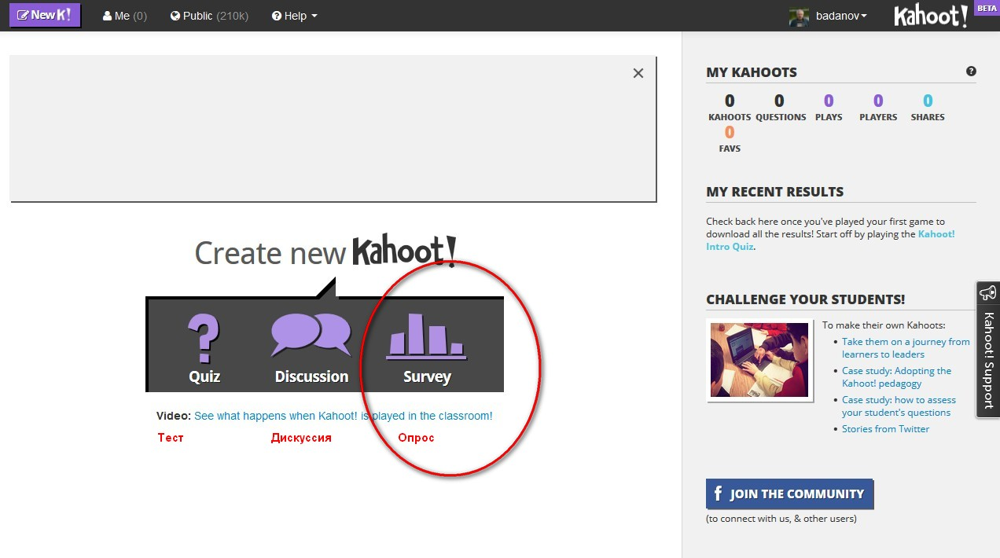 New K!
Me (0)
Public (210k)
Help
badanov
Kahoot!
BETA
Create new Kahoot!
?
Quiz
Discussion
Survey
Video: See what happens when Kahoot! is played in the classroom!
Тест
Дискуссия
Опрос
MY KAHOOTS
?
0
KAHOOTS
0
QUESTIONS
0
PLAYS
0
PLAYERS
0
SHARES
0
FAVS
MY RECENT RESULTS
Check back here once you've played your first game to
download all the results! Start off by playing the Kahoot!
Intro Quiz.
CHALLENGE YOUR STUDENTS!
To make their own Kahoots:
• Take them on a journey from
learners to leaders
• Case study: Adopting the
Kahoot! pedagogy
• Case study: how to assess
your student's questions
• Stories from Twitter
f JOIN THE COMMUNITY
(to connect with us, & other users)
Kahoot! Support